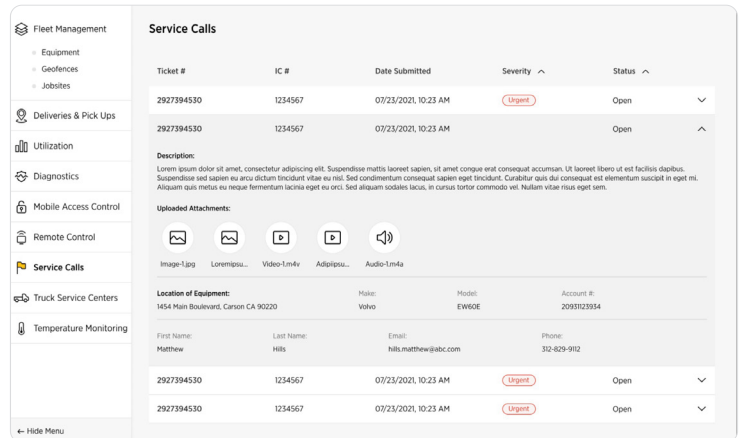 Fleet Management
Equipment
Geofences
Jobsites
Deliveries & Pick Ups
Utilization
Diagnostics
Mobile Access Control
Remote Control
Service Calls
Truck Service Centers
Temperature Monitoring
← Hide Menu
Service Calls
Ticket # IC # Date Submitted Severity Status
2927394530 1234567 07/23/2021, 10:23 AM Urgent Open
2927394530 1234567 07/23/2021, 10:23 AM Open
Description:
Lorem ipsum dolor sit amet, consectetur adipiscing elit. Suspendisse mattis laoreet sapien, sit amet congue erat consequat accumsan. Ut laoreet libero ut est facilisis dapibus.
Suspendisse sed sapien eu arcu dictum tincidunt vitae eu nisl. Sed condimentum consequat sapien eget tincidunt. Curabitur quis dui consequat est elementum suscipit in eget mi.
Aliquam quis metus eu neque fermentum lacinia eget eu orci. Sed aliquam sodales lacus, in cursus tortor commodo vel. Nullam vitae risus eget sem.
Uploaded Attachments:
Image-1.jpg Loremipsu... Video-1.m4v Adipiipsu... Audio-1.m4a
Location of Equipment: Make: Model: Account #:
1454 Main Boulevard, Carson CA 90220 Volvo EW60E 20931123934
First Name: Last Name: Email: Phone:
Matthew Hills hills.matthew@abc.com 312-829-9112
2927394530 1234567 07/23/2021, 10:23 AM Urgent Open
2927394530 1234567 07/23/2021, 10:23 AM Urgent Open